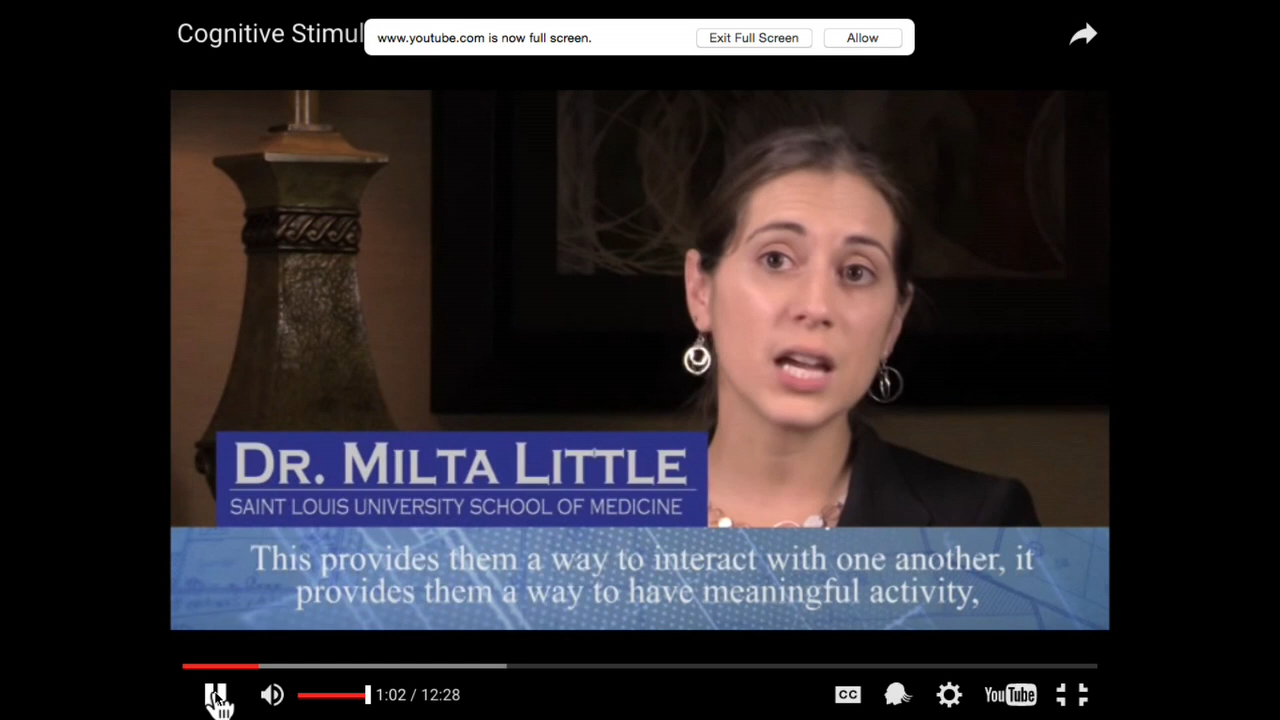 Cognitive Stimul
www.youtube.com is now full screen.
Exit Full Screen
Allow
DR. MILTA LITTLE
SAINT LOUIS UNIVERSITY SCHOOL OF MEDICINE
This provides them a way to interact with one another, it
provides them a way to have meaningful activity,
1:02 / 12:28
CC
YouTube